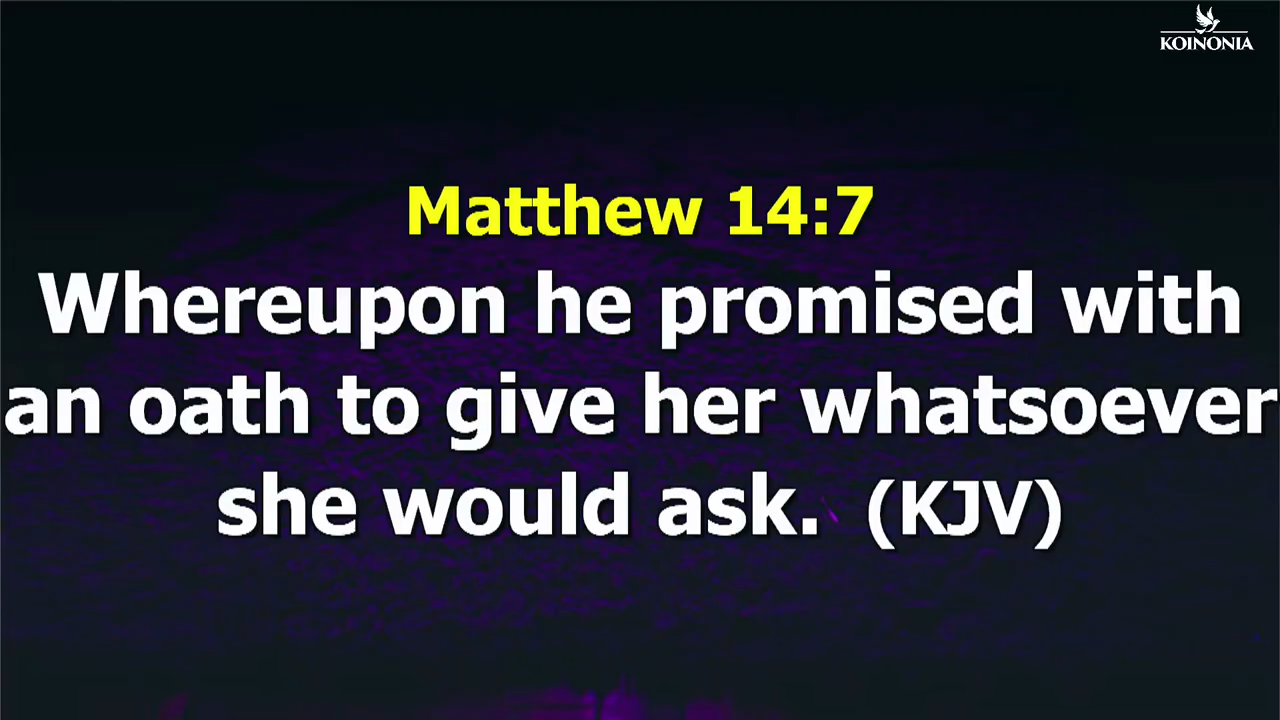 KOINONIA
Matthew 14:7
Whereupon he promised with
an oath to give her whatsoever
she would ask. (KJV)